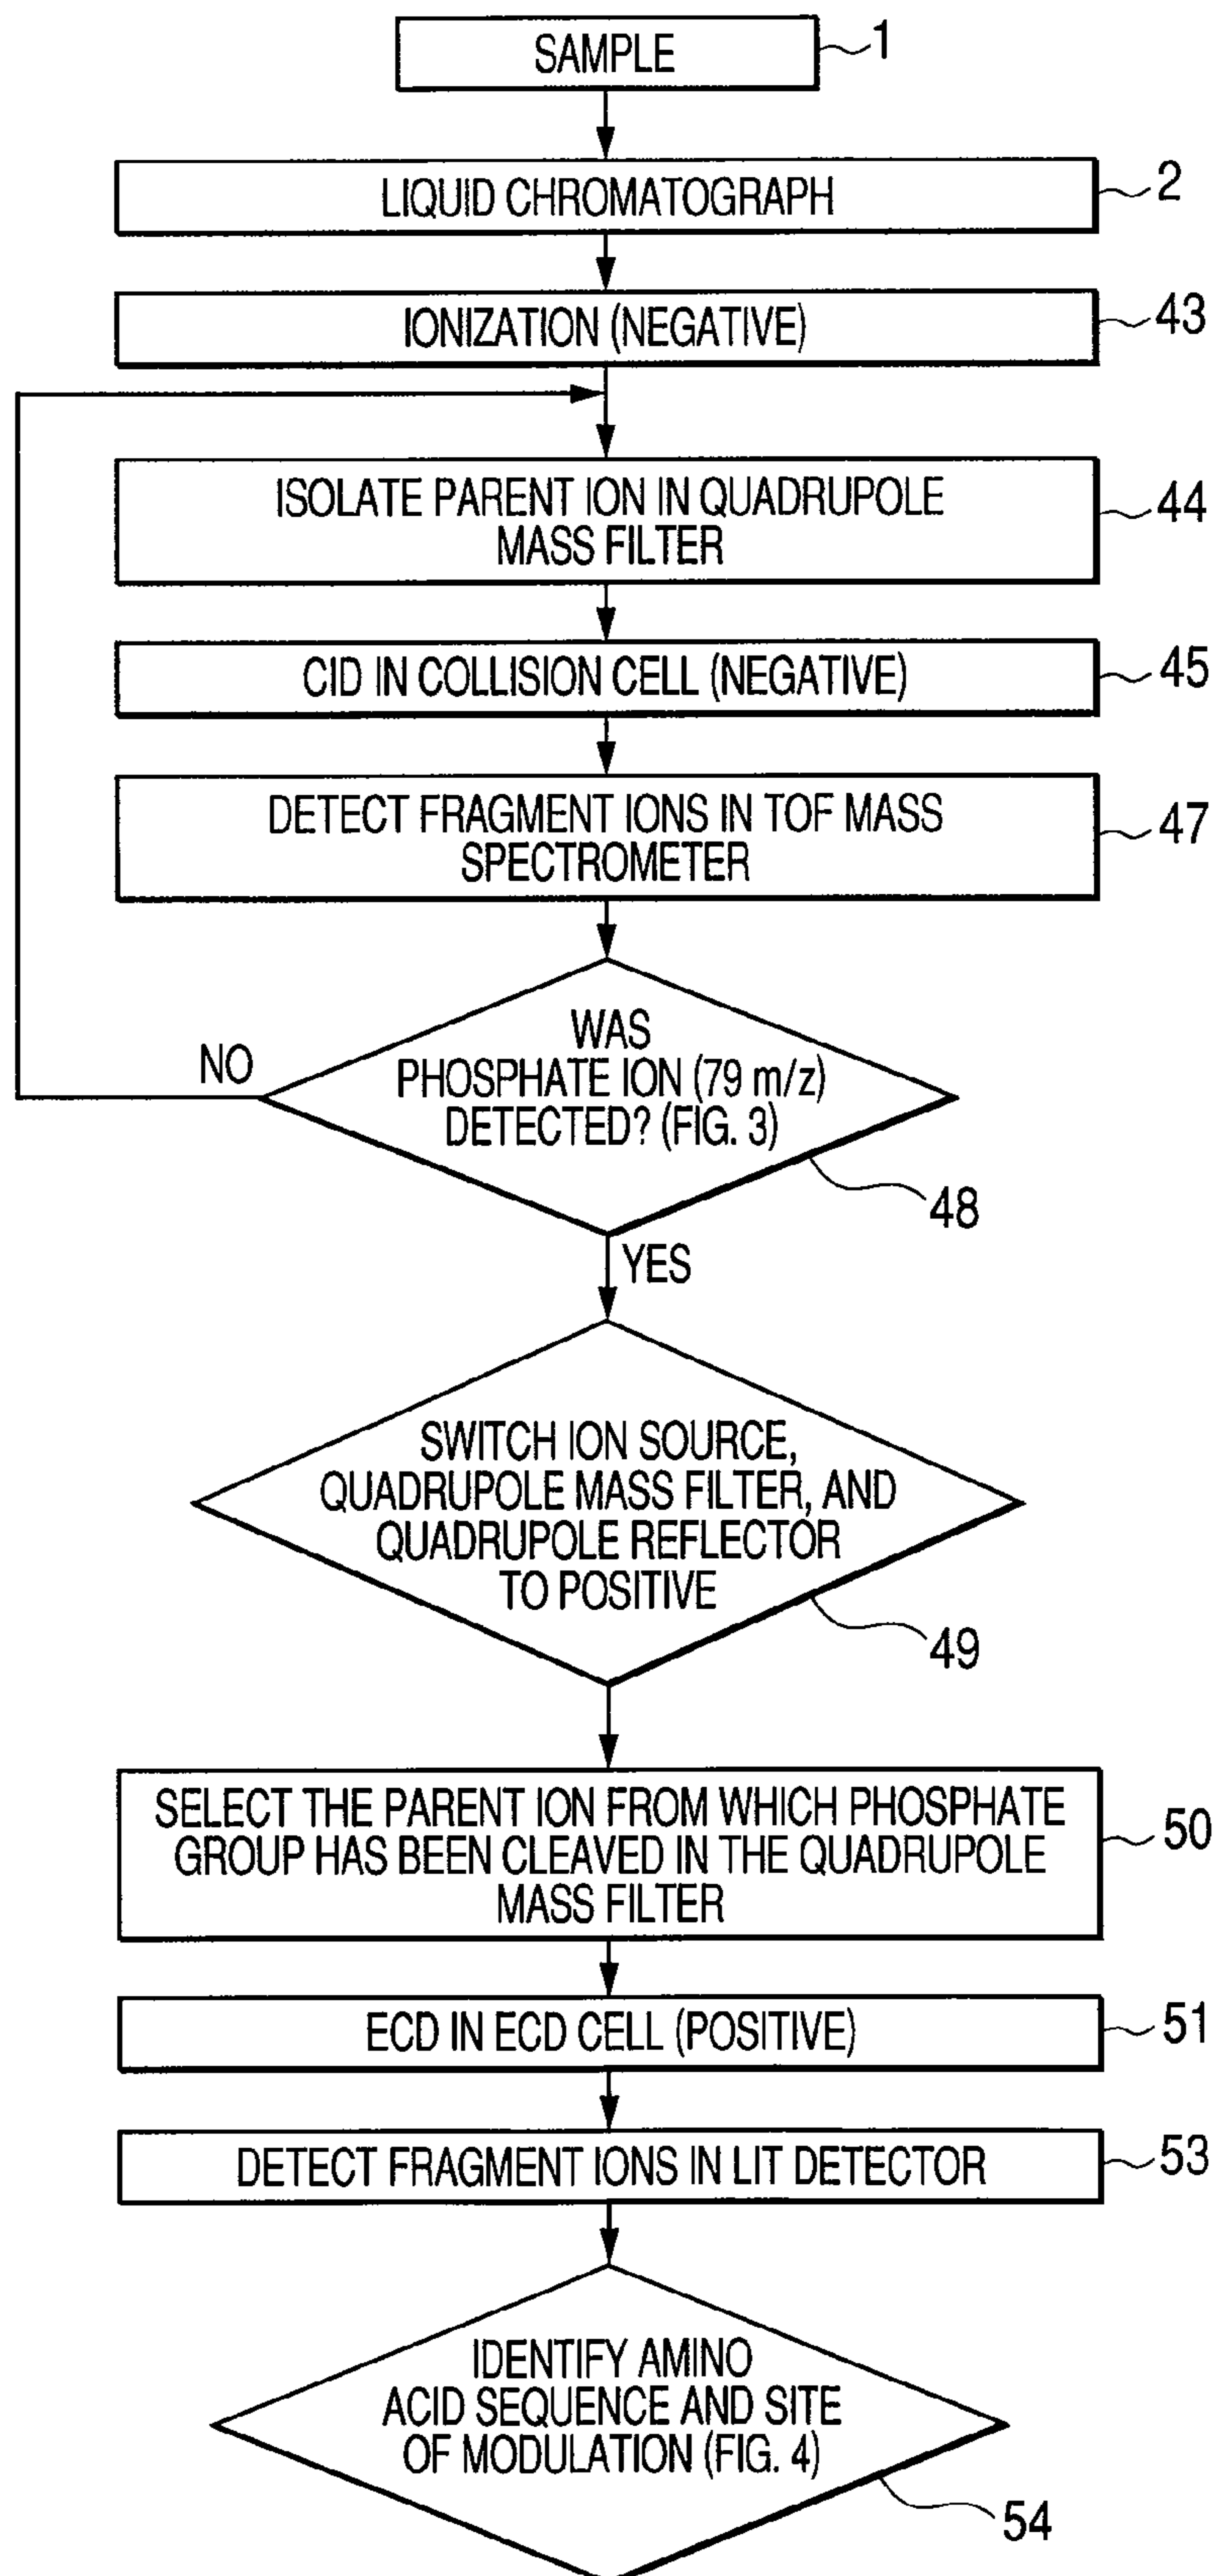 SAMPLE
1
LIQUID CHROMATOGRAPH
2
IONIZATION (NEGATIVE)
43
ISOLATE PARENT ION IN QUADRUPOLE
MASS FILTER
44
CID IN COLLISION CELL (NEGATIVE)
45
DETECT FRAGMENT IONS IN TOF MASS
SPECTROMETER
47
WAS
PHOSPHATE ION (79 m/z)
DETECTED? (FIG. 3)
NO
48
YES
SWITCH ION SOURCE,
QUADRUPOLE MASS FILTER, AND
QUADRUPOLE REFLECTOR
TO POSITIVE
49
SELECT THE PARENT ION FROM WHICH PHOSPHATE
GROUP HAS BEEN CLEAVED IN THE QUADRUPOLE
MASS FILTER
50
ECD IN ECD CELL (POSITIVE)
51
DETECT FRAGMENT IONS IN LIT DETECTOR
53
IDENTIFY AMINO
ACID SEQUENCE AND SITE
OF MODULATION (FIG. 4)
54